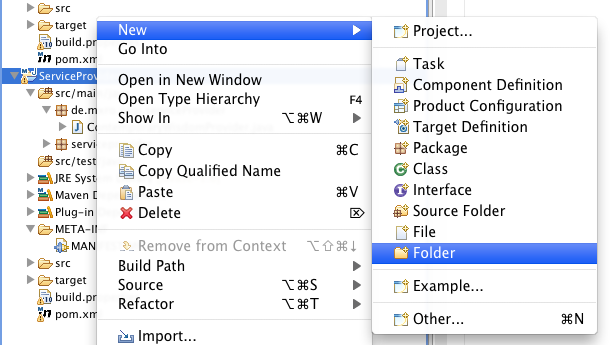 src
target
build.pr
pom.xm
ServicePro
src/mai
de.m
Co
servic
src/test
JRE Syst
Maven D
Plug-in
META-IN
MAN
src
target
build.p
pom.xm
New
Go Into
Open in New Window
Open Type Hierarchy F4
Show In ⌥⌘W
Copy ⌘C
Copy Qualified Name
Paste ⌘V
Delete ⌦
Remove from Context ⌥⇧⌘↓
Build Path
Source ⌥⌘S
Refactor ⌥⌘T
Import...
Project...
Task
Component Definition
Product Configuration
Target Definition
Package
Class
Interface
Source Folder
File
Folder
Example...
Other... ⌘N